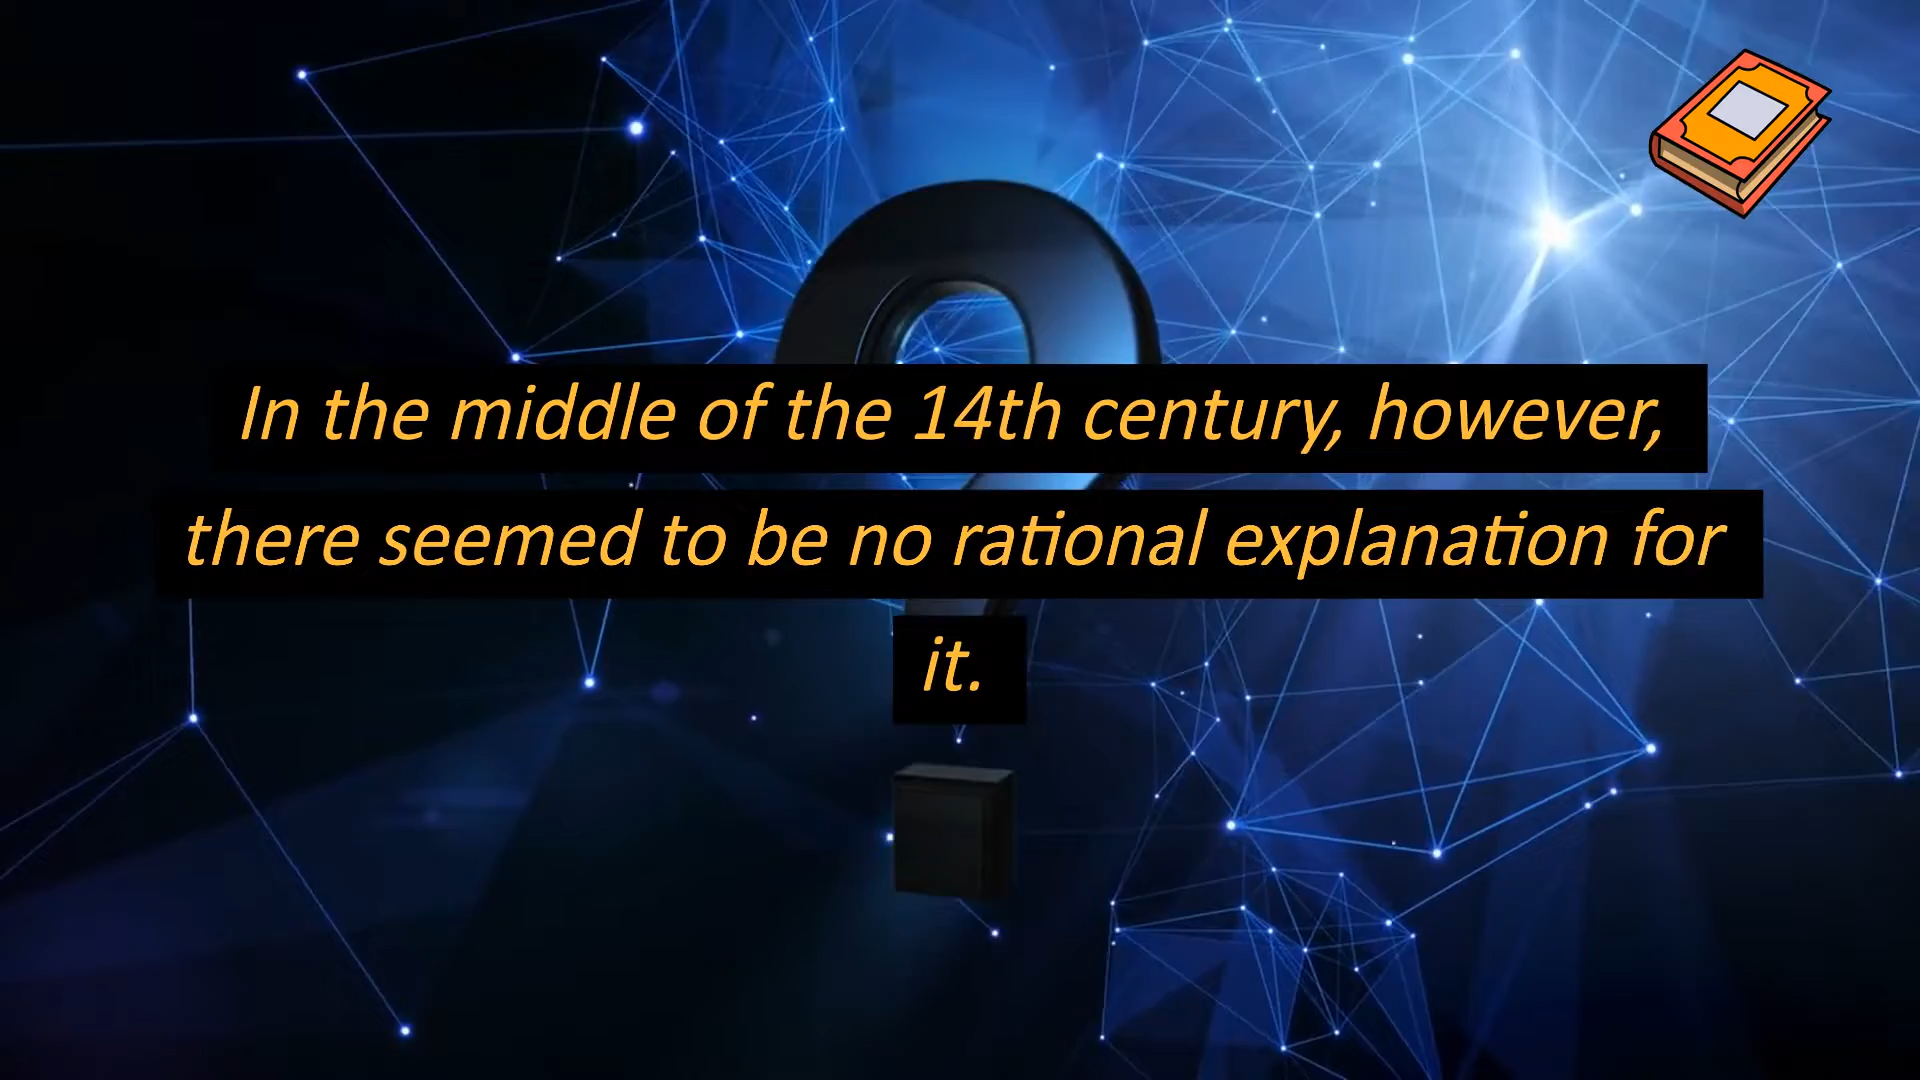 In the middle of the 14th century, however,
there seemed to be no rational explanation for
it.